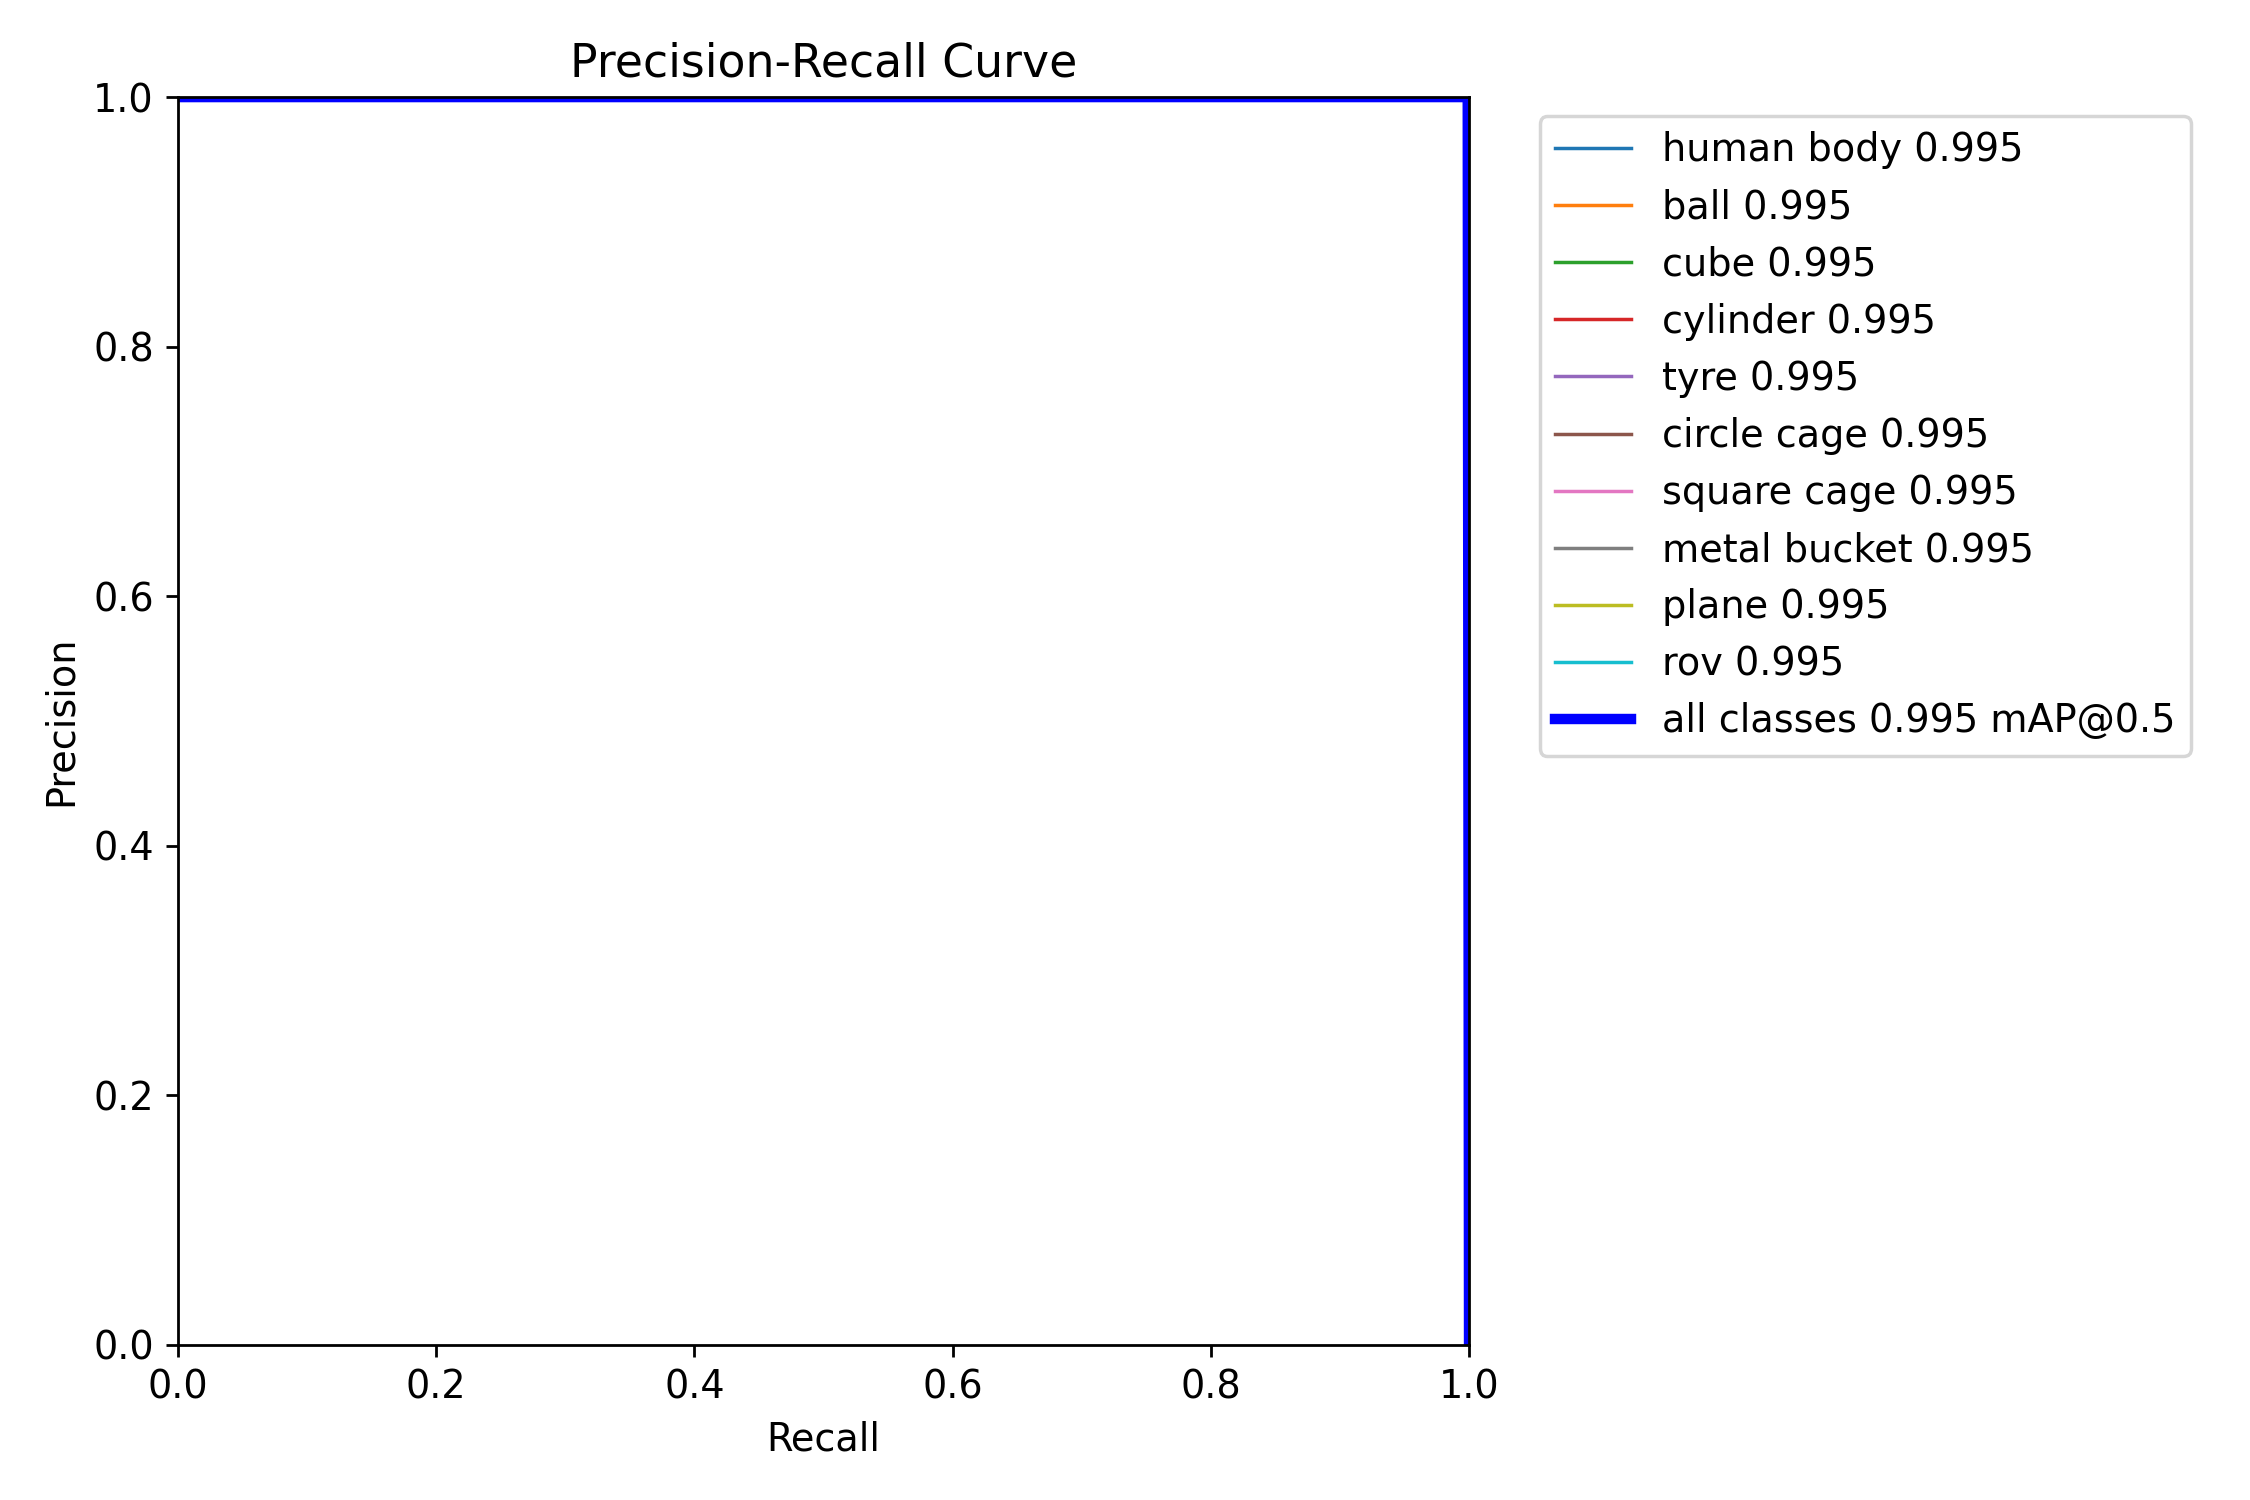 Precision-Recall Curve
1.0
0.8
0.6
0.4
0.2
0.0
Precision
0.0 0.2 0.4 0.6 0.8 1.0
Recall
human body 0.995
ball 0.995
cube 0.995
cylinder 0.995
tyre 0.995
circle cage 0.995
square cage 0.995
metal bucket 0.995
plane 0.995
rov 0.995
all classes 0.995 mAP@0.5